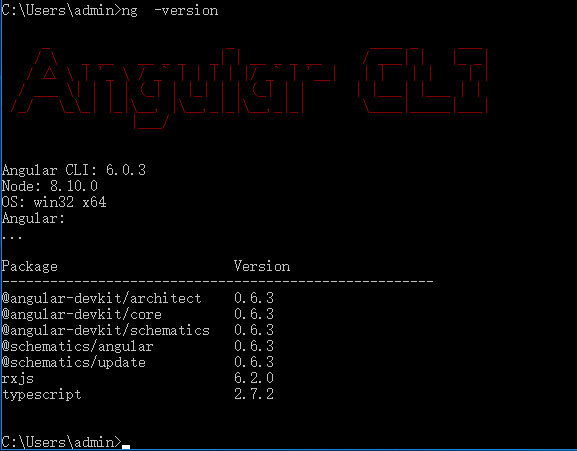 C:\Users\admin>ng  -version
Angular CLI
Angular CLI: 6.0.3
Node: 8.10.0
OS: win32 x64
Angular:
...
Package                      Version
------------------------------------------------------
@angular-devkit/architect    0.6.3
@angular-devkit/core         0.6.3
@angular-devkit/schematics   0.6.3
@schematics/angular          0.6.3
@schematics/update           0.6.3
rxjs                         6.2.0
typescript                   2.7.2
C:\Users\admin>